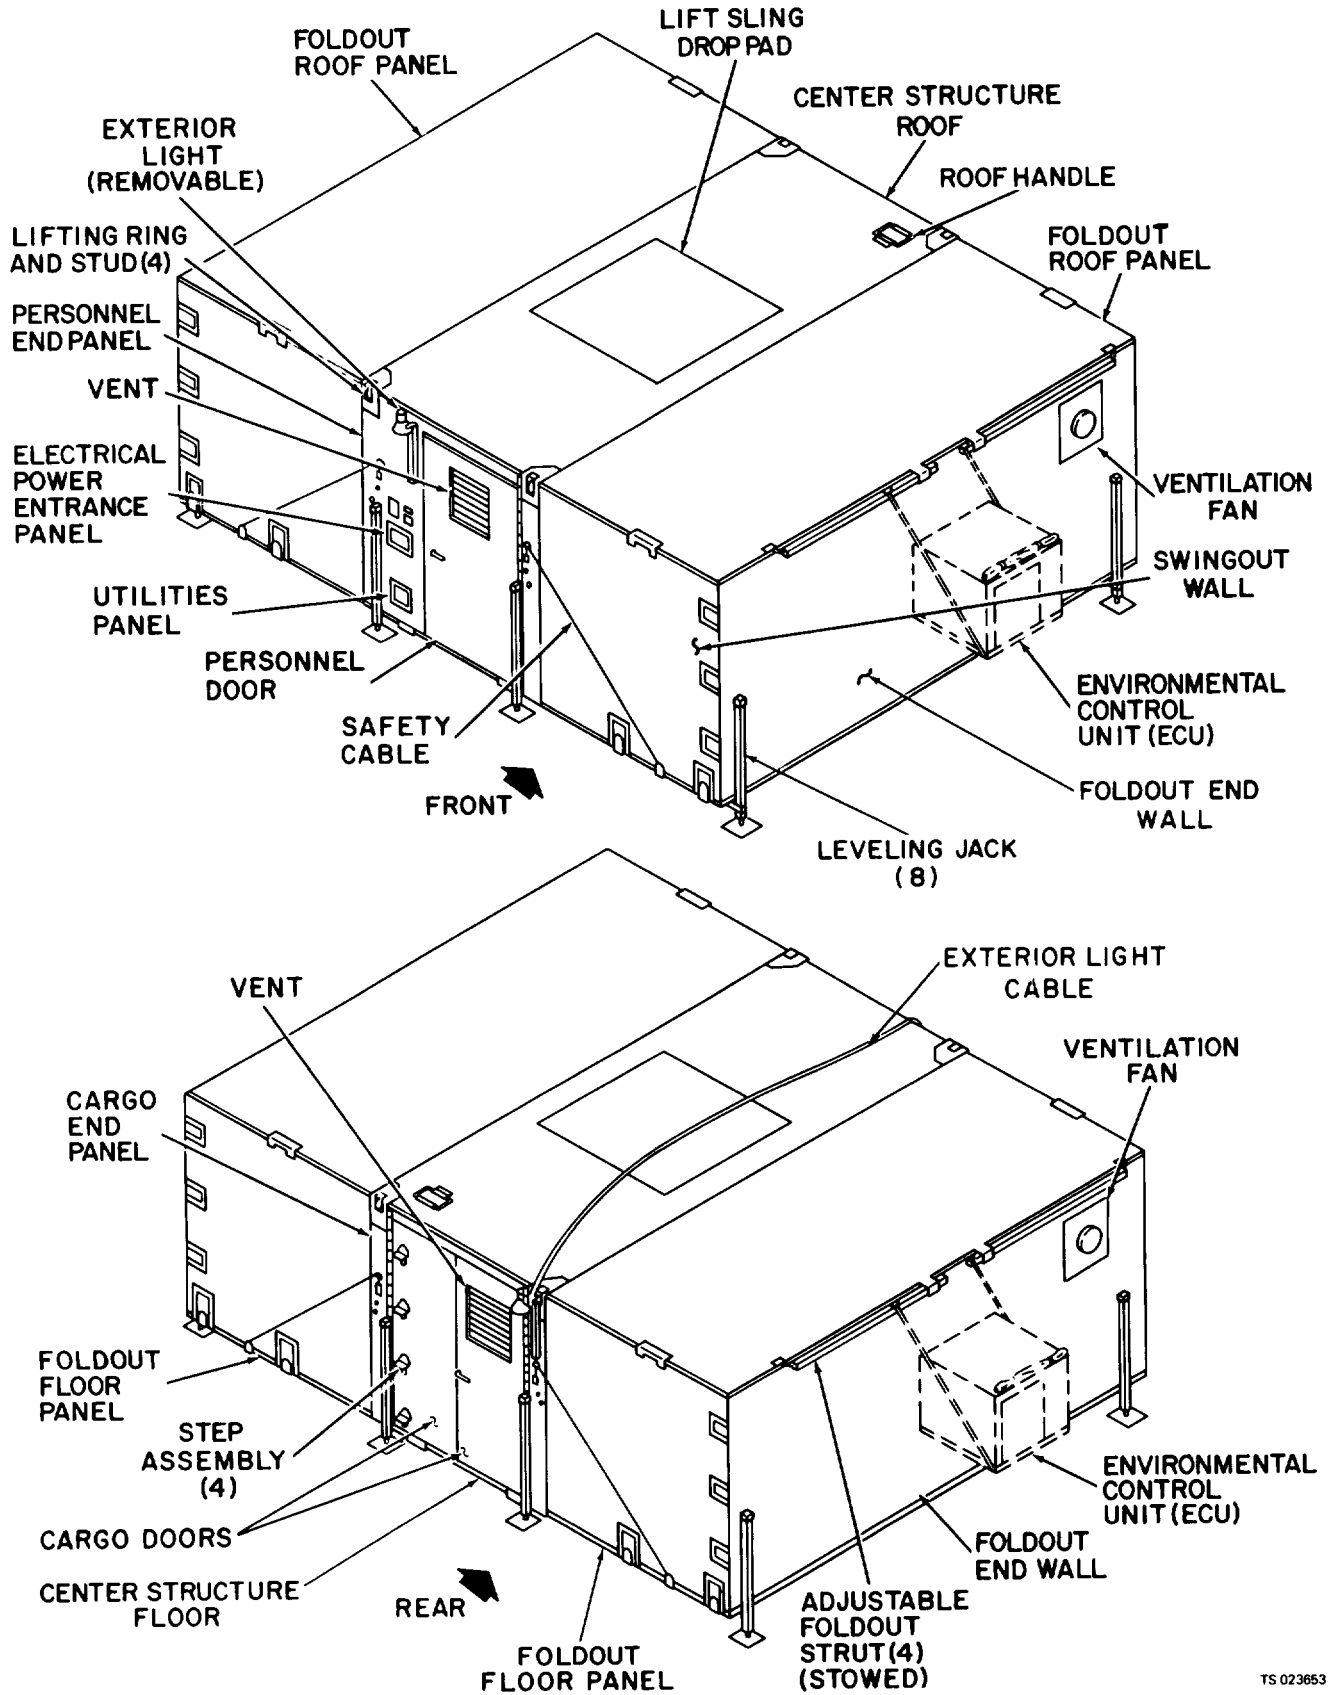 FOLDOUT
ROOF PANEL
LIFT SLING
DROP PAD
CENTER STRUCTURE
ROOF
EXTERIOR
LIGHT
(REMOVABLE)
ROOF HANDLE
LIFTING RING
AND STUD (4)
FOLDOUT
ROOF PANEL
PERSONNEL
END PANEL
VENT
ELECTRICAL
POWER
ENTRANCE
PANEL
VENTILATION
FAN
SWINGOUT
WALL
UTILITIES
PANEL
PERSONNEL
DOOR
SAFETY
CABLE
ENVIRONMENTAL
CONTROL
UNIT (ECU)
FRONT
FOLDOUT END
WALL
LEVELING JACK
(8)
VENT
EXTERIOR LIGHT
CABLE
VENTILATION
FAN
CARGO
END
PANEL
FOLDOUT
FLOOR
PANEL
STEP
ASSEMBLY
(4)
CARGO DOORS
CENTER STRUCTURE
FLOOR
REAR
FOLDOUT
FLOOR PANEL
ENVIRONMENTAL
CONTROL
UNIT (ECU)
FOLDOUT
END WALL
ADJUSTABLE
FOLDOUT
STRUT (4)
(STOWED)
TS 023653